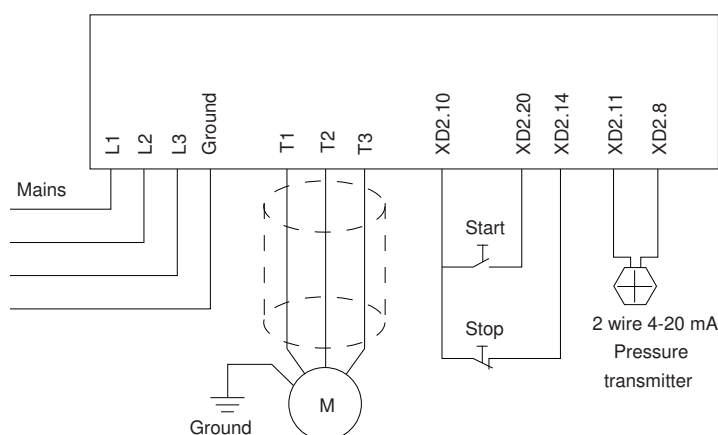 L1
L2
L3
Ground
T1
T2
T3
XD2.10
XD2.20
XD2.14
XD2.11
XD2.8
Mains
Start
Stop
2 wire 4-20 mA
Pressure
transmitter
M
Ground